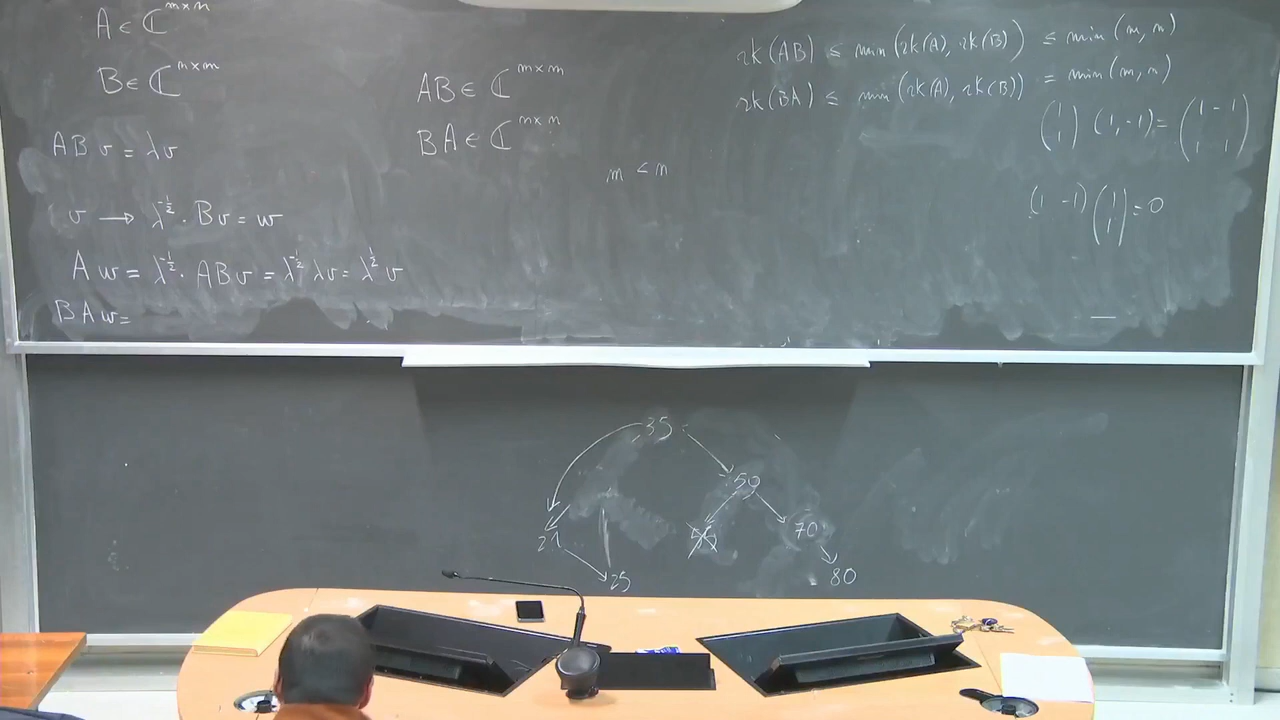 A ∈ ℂ^{m×n}
B ∈ ℂ^{n×m}
ABv = λv
v → λ^{-½} · Bv = w
Aw = λ^{-½} · ABv = λ^{-½} λv = λ^{½} v
BAw =
AB ∈ ℂ^{m×m}
BA ∈ ℂ^{n×n}
m < n
rk(AB) ≤ min(rk(A), rk(B)) ≤ min(m, n)
rk(BA) ≤ min(rk(A), rk(B)) = min(m, n)
(1 1) (1, -1) = (1 -1 1 -1)
(1 -1) (1 1) = 0
35
50
21
70
25
80